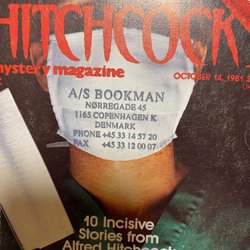 HITCHCOCK
mystery magazine
OCTOBER 14, 1981
A/S BOOKMAN
NØRREGADE 45
1165 COPENHAGEN K
DENMARK
PHONE +45 33 14 57 20
FAX +45 33 12 00 07
10 Incisive
Stories from
Alfred Hitchcock